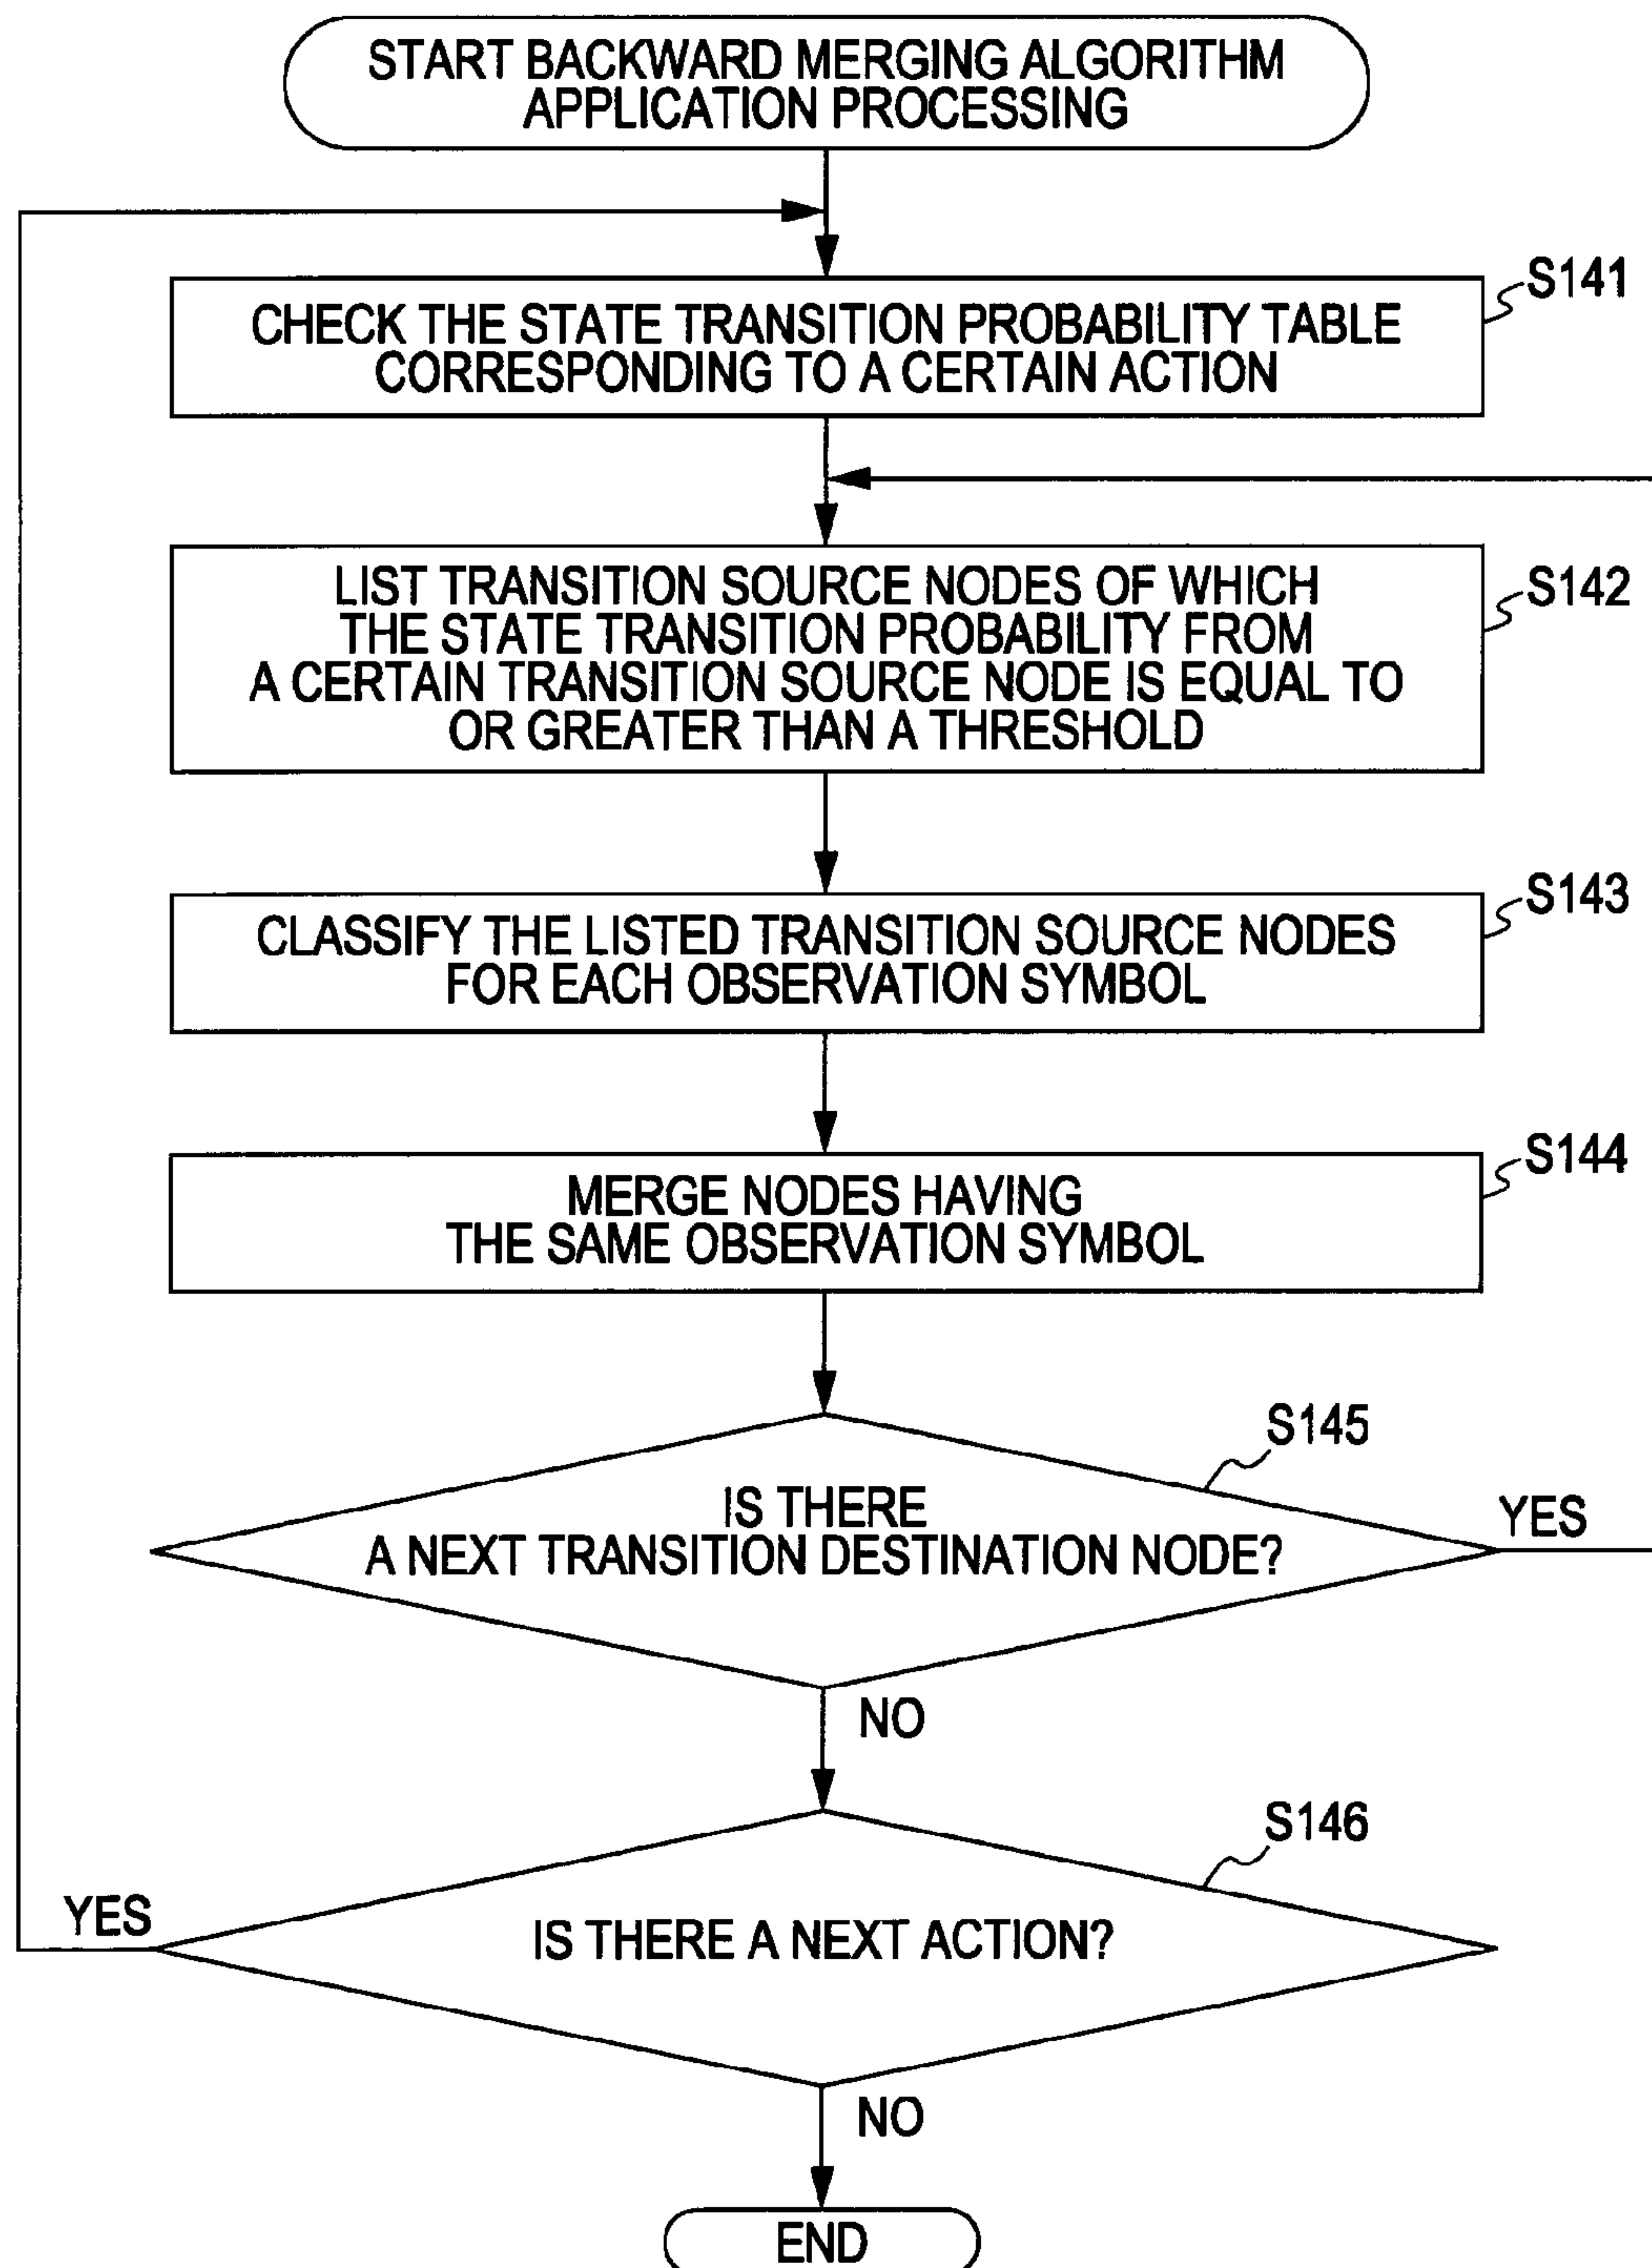 START BACKWARD MERGING ALGORITHM
APPLICATION PROCESSING
S141
CHECK THE STATE TRANSITION PROBABILITY TABLE
CORRESPONDING TO A CERTAIN ACTION
S142
LIST TRANSITION SOURCE NODES OF WHICH
THE STATE TRANSITION PROBABILITY FROM
A CERTAIN TRANSITION SOURCE NODE IS EQUAL TO
OR GREATER THAN A THRESHOLD
S143
CLASSIFY THE LISTED TRANSITION SOURCE NODES
FOR EACH OBSERVATION SYMBOL
S144
MERGE NODES HAVING
THE SAME OBSERVATION SYMBOL
S145
IS THERE
A NEXT TRANSITION DESTINATION NODE?
YES
NO
S146
IS THERE A NEXT ACTION?
YES
NO
END